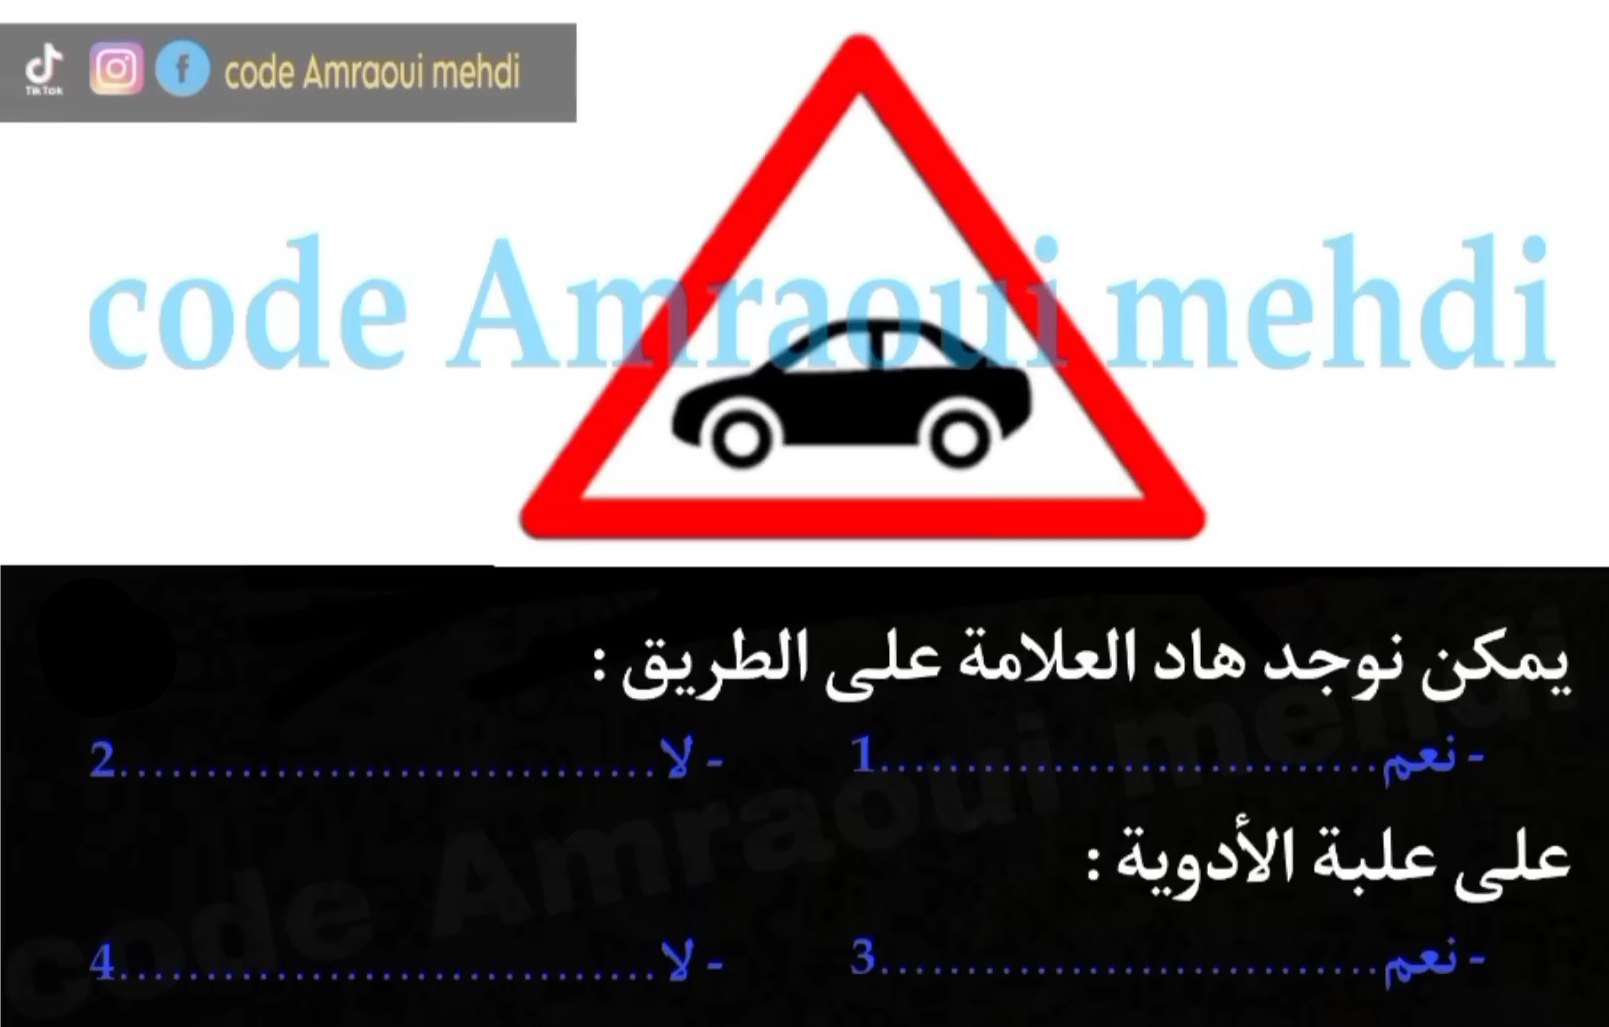 TikTok f code Amraoui mehdi
code Amraoui mehdi
يمكن نوجد هاد العلامة على الطريق :
- نعم..............................1 - لا..............................2
على علبة الأدوية :
- نعم..............................3 - لا..............................4
code Amraoui mehdi